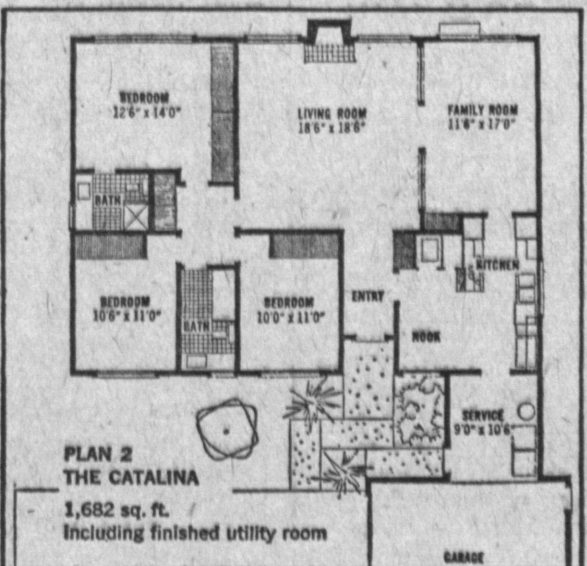 BEDROOM
12'6" x 14'0"
LIVING ROOM
18'6" x 18'6"
FAMILY ROOM
11'6" x 17'0"
BATH
KITCHEN
BEDROOM
10'6" x 11'0"
BATH
BEDROOM
10'0" x 11'0"
ENTRY
NOOK
SERVICE
9'0" x 10'6"
PLAN 2
THE CATALINA
1,682 sq. ft.
Including finished utility room
GARAGE